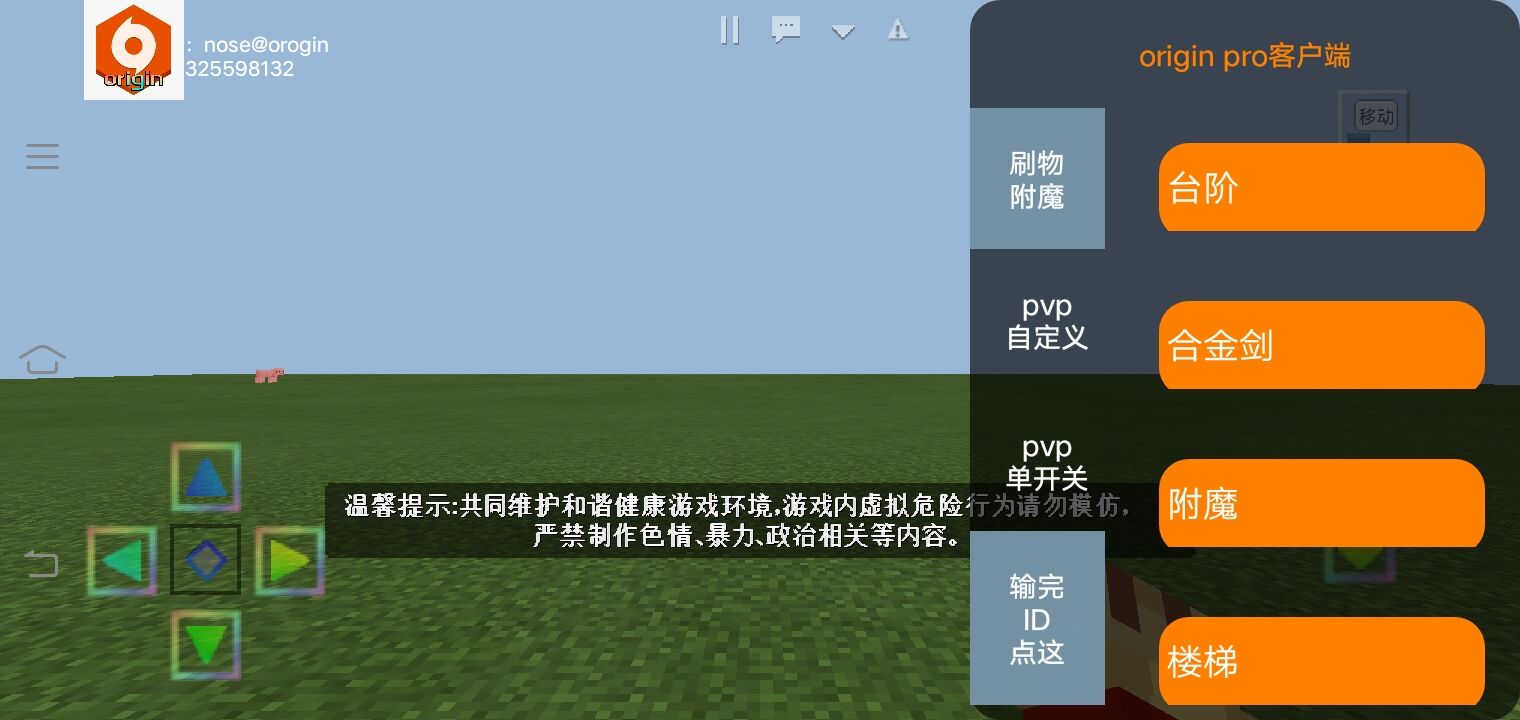 origin
: nose@orogin
325598132
origin pro客户端
移动
刷物
附魔
台阶
pvp
自定义
合金剑
pvp
单开关
附魔
温馨提示:共同维护和谐健康游戏环境,游戏内虚拟危险行为请勿模仿,
严禁制作色情、暴力、政治相关等内容。
输完
ID
点这
楼梯